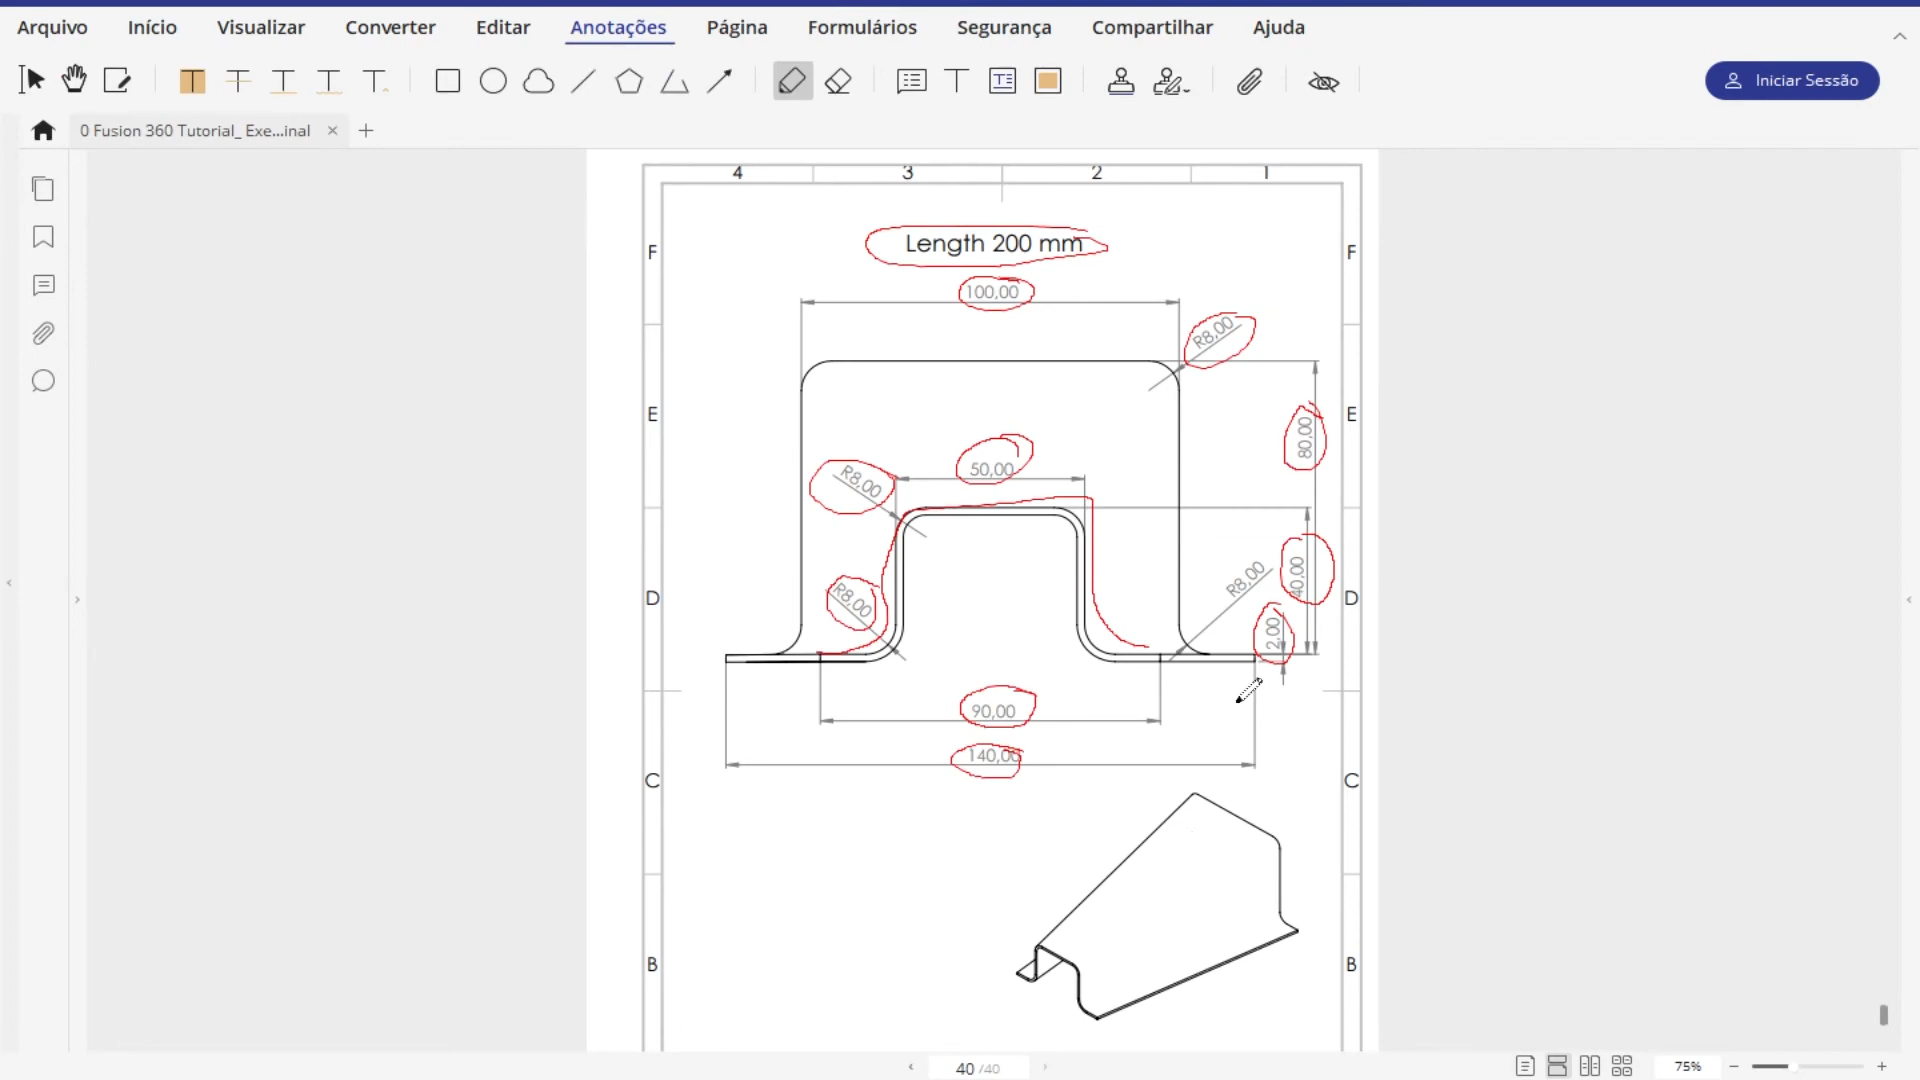 Arquivo Início Visualizar Converter Editar Anotações Página Formulários Segurança Compartilhar Ajuda
Iniciar Sessão
0 Fusion 360 Tutorial_ Exe...inal
4 3 2 1
F Length 200 mm F
100,00
R8,00
E E
80,00
50,00
R8,00
R8,00
40,00
D R8,00 D
2,00
90,00
140,00
C C
B B
40 /40
75%